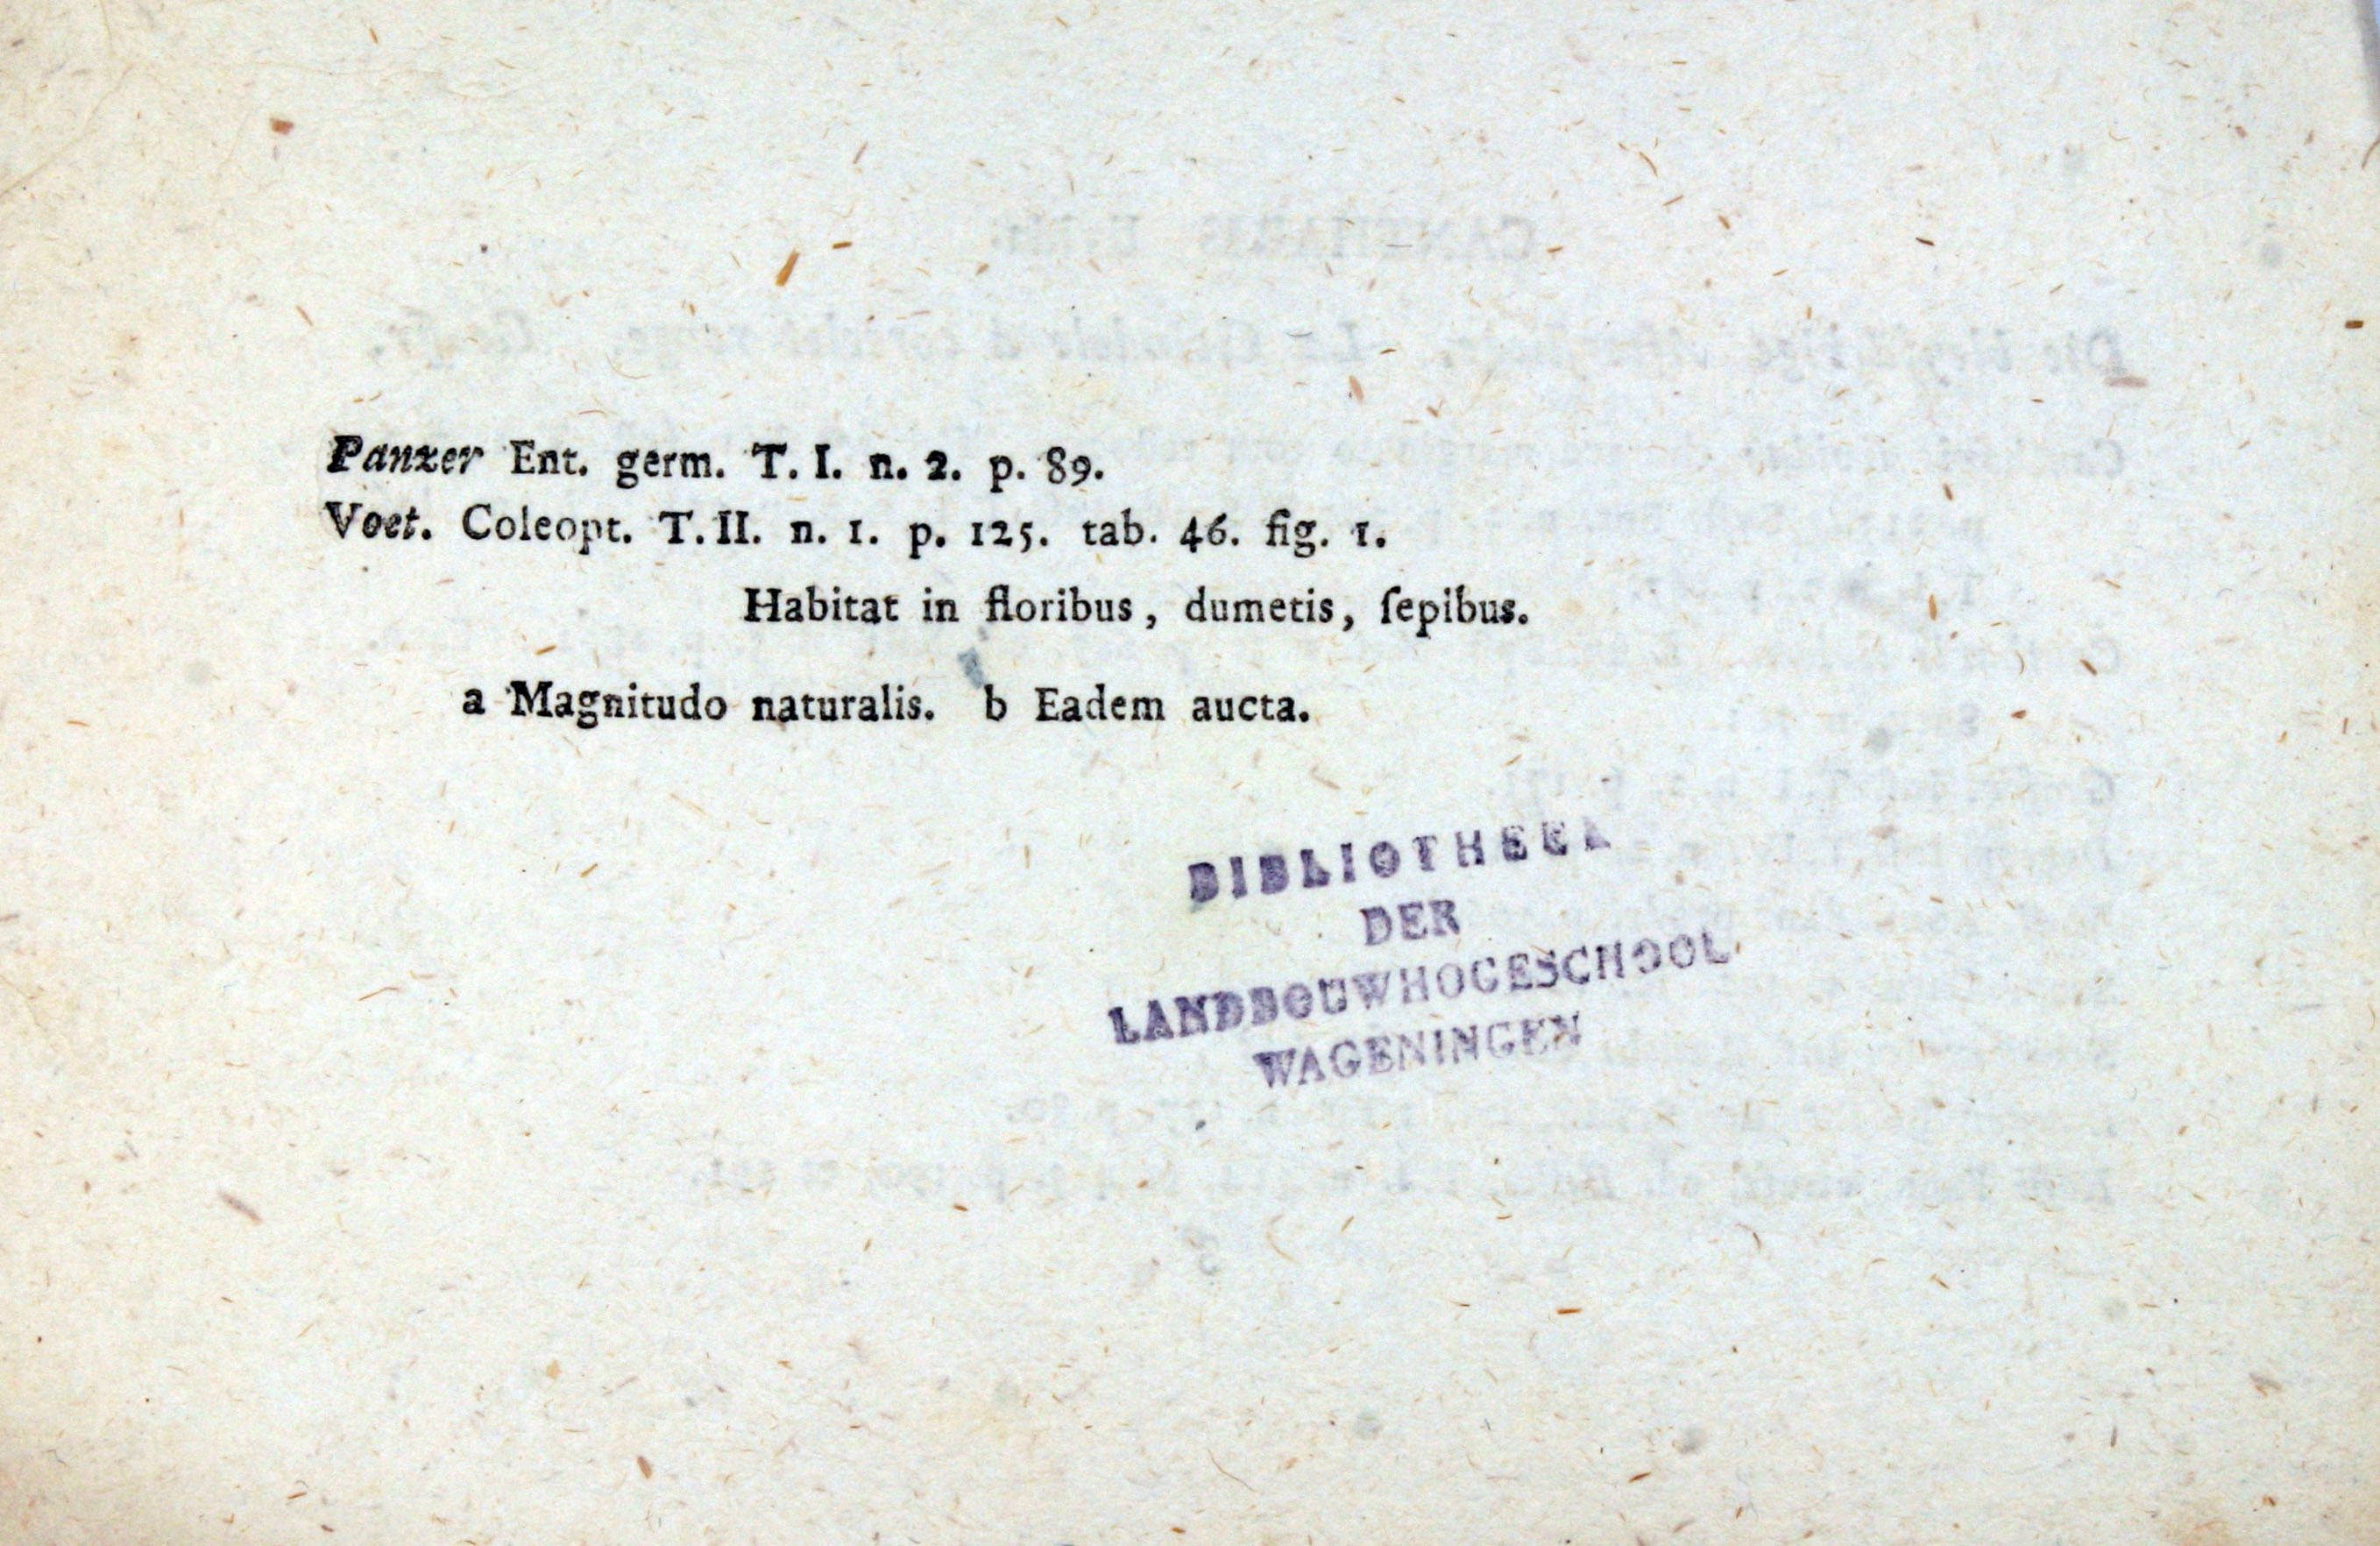 Panzer Ent. germ. T. I. n. 2. p. 89.
Voet. Coleopt. T. II. n. 1. p. 125. tab. 46. fig. 1.
Habitat in floribus, dumetis, ſepibus.
a Magnitudo naturalis. b Eadem aucta.
BIBLIOTHEEK
DER
LANDBOUWHOGESCHOOL
WAGENINGEN